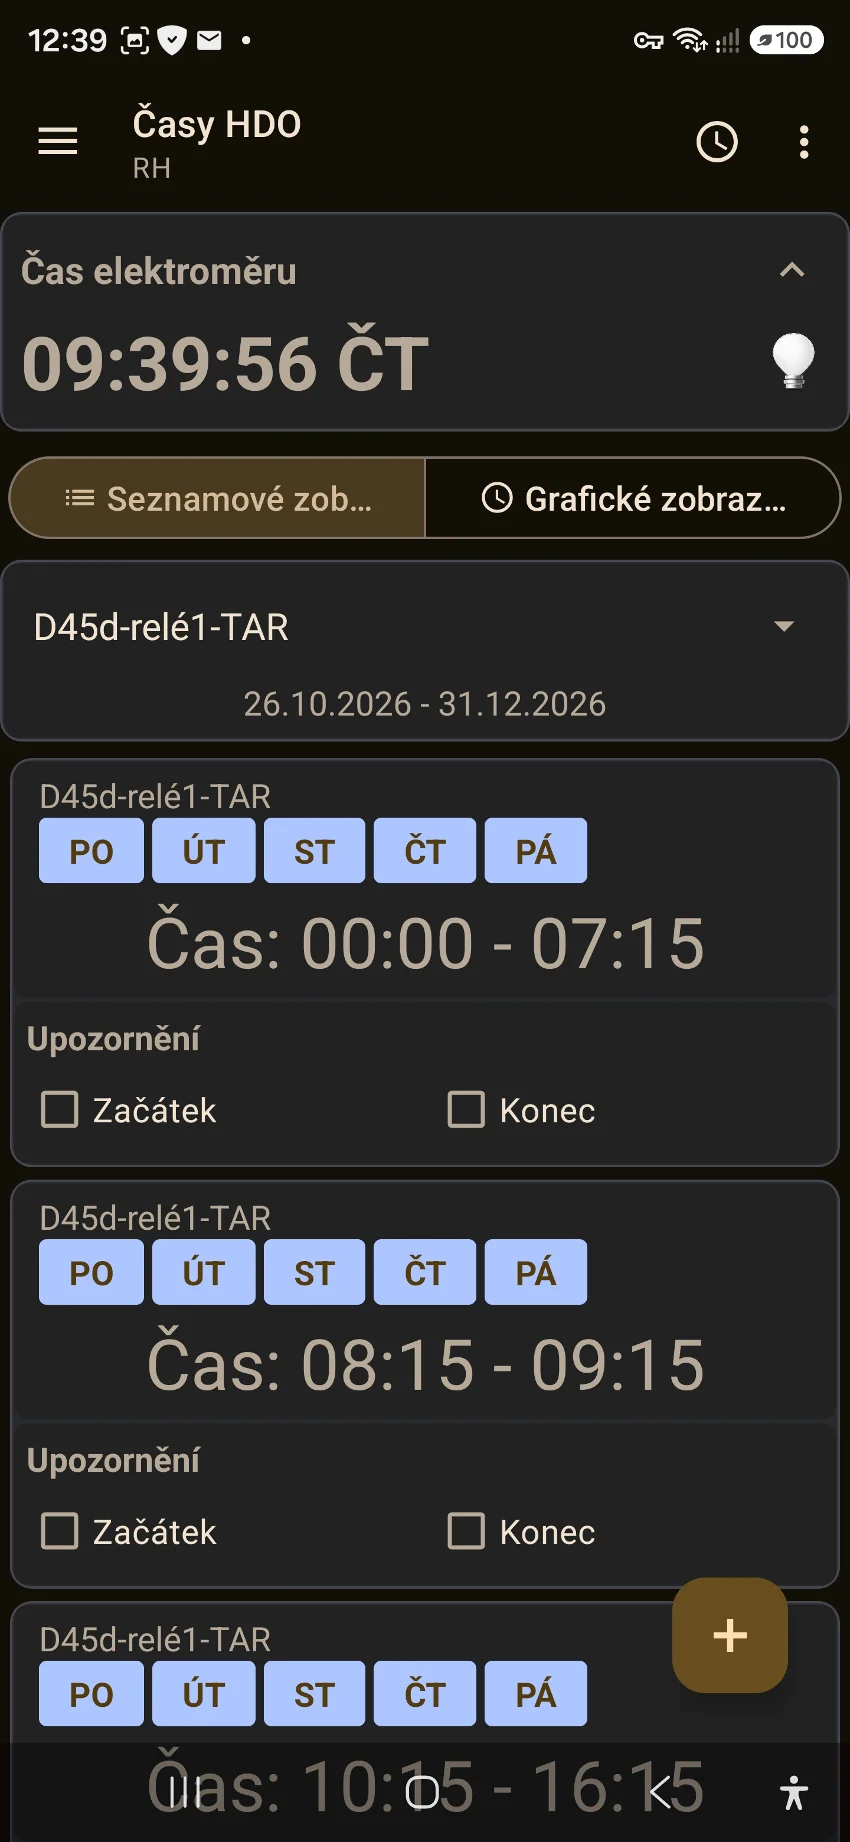 12:39
100
Časy HDO
RH
Čas elektroměru
09:39:56 ČT
Seznamové zob...
Grafické zobraz...
D45d-relé1-TAR
26.10.2026 - 31.12.2026
D45d-relé1-TAR
PO ÚT ST ČT PÁ
Čas: 00:00 - 07:15
Upozornění
Začátek Konec
D45d-relé1-TAR
PO ÚT ST ČT PÁ
Čas: 08:15 - 09:15
Upozornění
Začátek Konec
D45d-relé1-TAR
+
PO ÚT ST ČT PÁ
Čas: 10:15 - 16:15